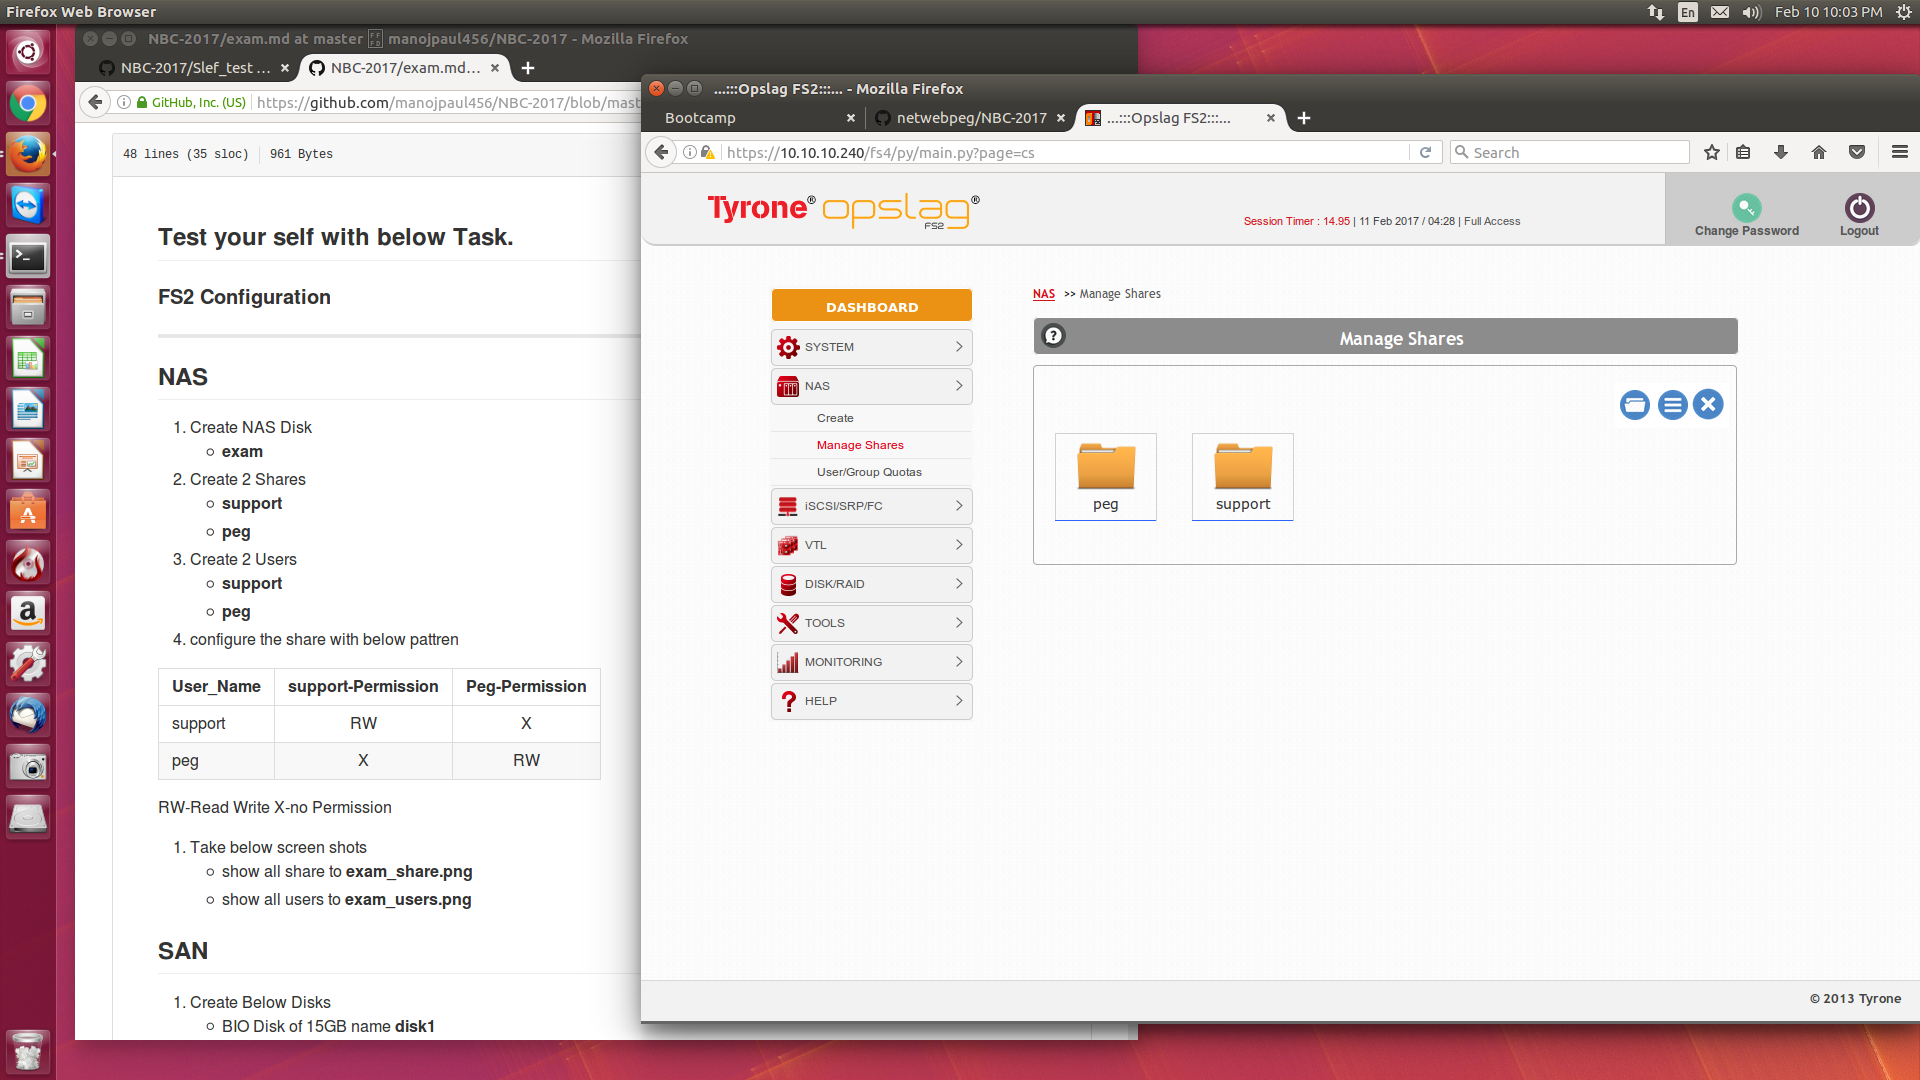 Firefox Web Browser
En
Feb 10 10:03 PM
NBC-2017/exam.md at master manojpaul456/NBC-2017 - Mozilla Firefox
NBC-2017/Slef_test ...
NBC-2017/exam.md...
GitHub, Inc. (US)
https://github.com/manojpaul456/NBC-2017/blob/mast
48 lines (35 sloc) 961 Bytes
Test your self with below Task.
FS2 Configuration
NAS
1. Create NAS Disk
exam
2. Create 2 Shares
support
peg
3. Create 2 Users
support
peg
4. configure the share with below pattren
User_Name support-Permission Peg-Permission
support RW X
peg X RW
RW-Read Write X-no Permission
1. Take below screen shots
show all share to exam_share.png
show all users to exam_users.png
SAN
1. Create Below Disks
BIO Disk of 15GB name disk1
...:::Opslag FS2:::... - Mozilla Firefox
Bootcamp
netwebpeg/NBC-2017
...:::Opslag FS2:::...
https://10.10.10.240/fs4/py/main.py?page=cs
Search
Tyrone® opslag®
FS2
Session Timer : 14.95 | 11 Feb 2017 / 04:28 | Full Access
Change Password
Logout
DASHBOARD
SYSTEM
NAS
Create
Manage Shares
User/Group Quotas
iSCSI/SRP/FC
VTL
DISK/RAID
TOOLS
MONITORING
HELP
NAS >> Manage Shares
Manage Shares
peg
support
© 2013 Tyrone